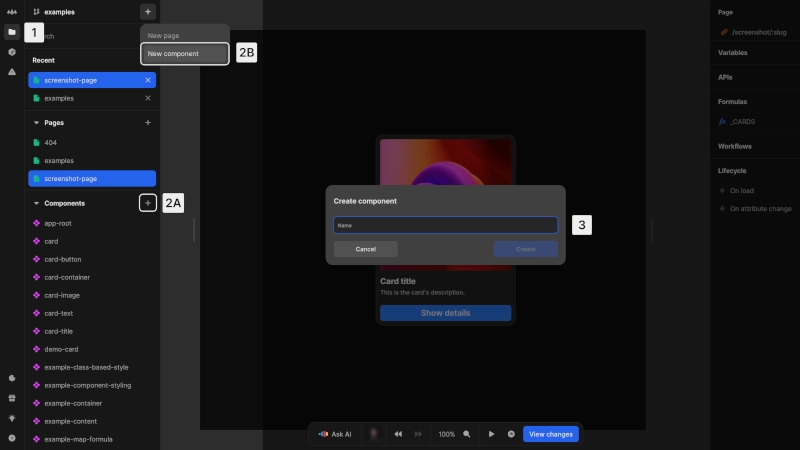 examples
+
1
rch
New page
New component
2B
Recent
screenshot-page
examples
Pages
404
examples
screenshot-page
Components
2A
app-root
card
card-button
card-container
card-image
card-text
card-title
demo-card
example-class-based-style
example-component-styling
example-container
example-content
example-map-formula
Create component
Name
3
Cancel
Create
Card title
This is the card's description.
Show details
Ask AI
100%
View changes
Page
/screenshot/:slug
Variables
APIs
Formulas
_CARDS
Workflows
Lifecycle
On load
On attribute change